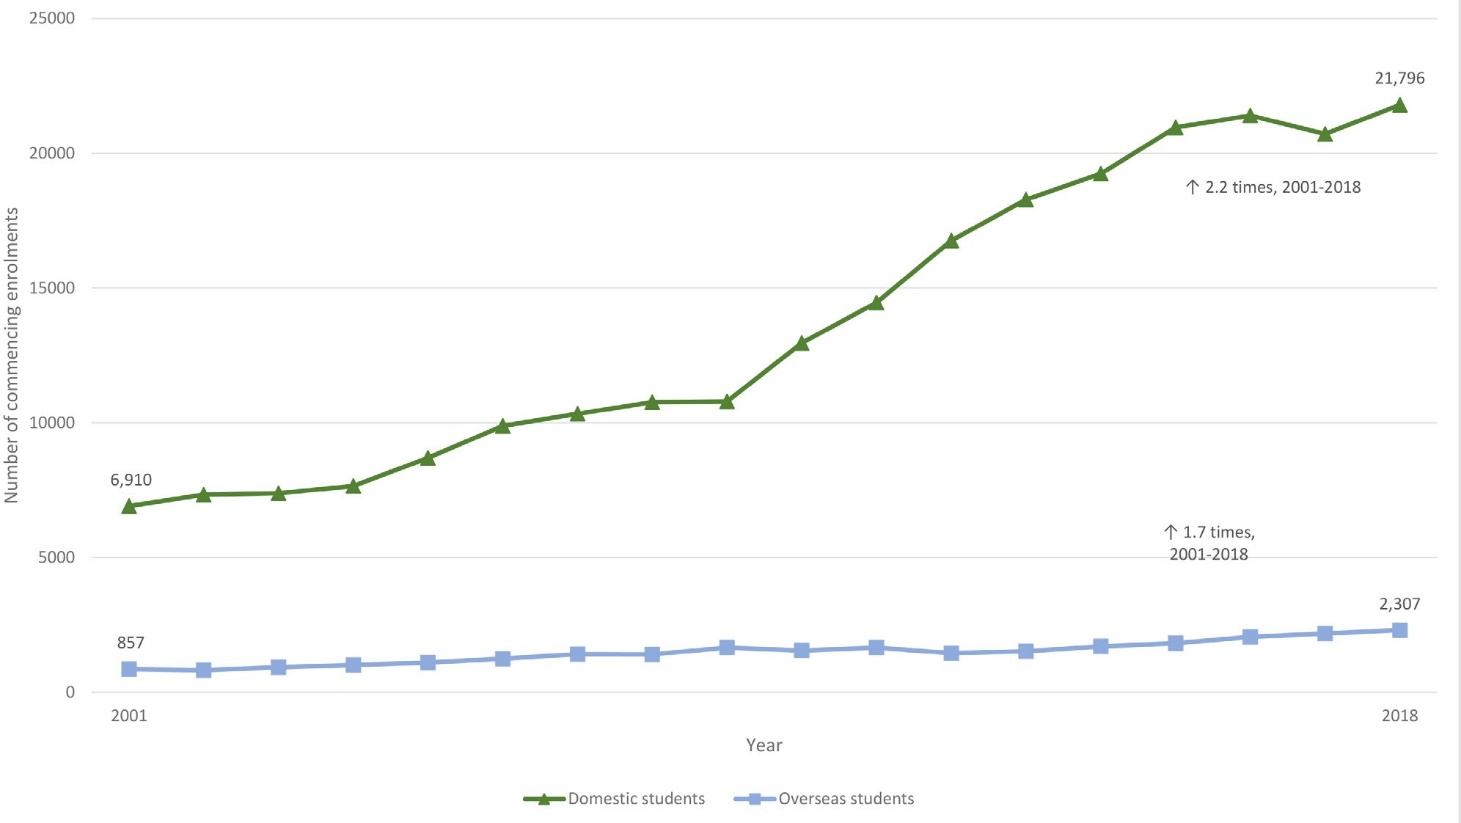 25000
21,796
20000
↑ 2.2 times, 2001-2018
15000
Number of commencing enrolments
10000
6,910
↑ 1.7 times,
2001-2018
5000
2,307
857
0
2001
2018
Year
Domestic students
Overseas students